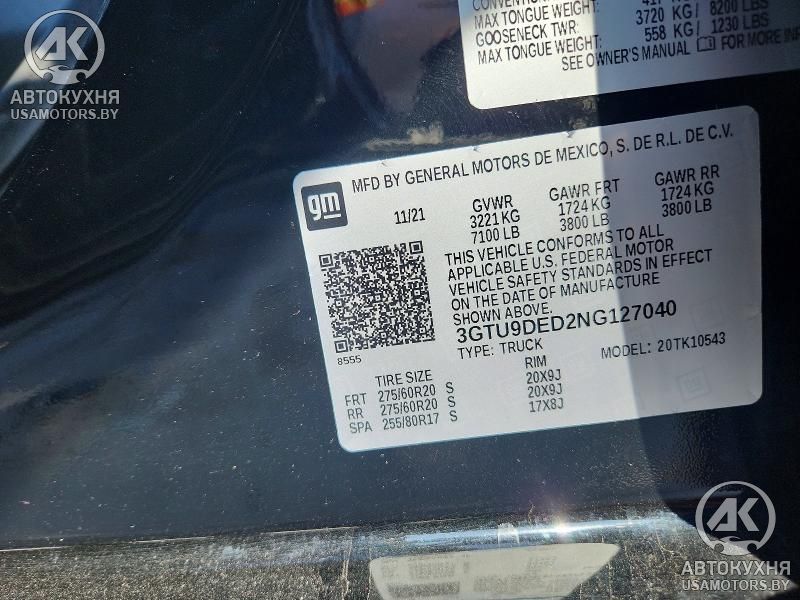 AK
АВТОКУХНЯ
USAMOTORS.BY
MAX TONGUE WEIGHT: 3720 KG / 8200 LBS
GOOSENECK TWR: 558 KG / 1230 LBS
MAX TONGUE WEIGHT:
SEE OWNER'S MANUAL FOR MORE
MFD BY GENERAL MOTORS DE MEXICO, S. DE R.L. DE C.V.
gm
11/21
GVWR GAWR FRT GAWR RR
3221 KG 1724 KG 1724 KG
7100 LB 3800 LB 3800 LB
THIS VEHICLE CONFORMS TO ALL
APPLICABLE U.S. FEDERAL MOTOR
VEHICLE SAFETY STANDARDS IN EFFECT
ON THE DATE OF MANUFACTURE
SHOWN ABOVE.
3GTU9DED2NG127040
8555
TYPE: TRUCK MODEL: 20TK10543
TIRE SIZE RIM
FRT 275/60R20 S 20X9J
RR 275/60R20 S 20X9J
SPA 255/80R17 S 17X8J
AK
АВТОКУХНЯ
USAMOTORS.BY